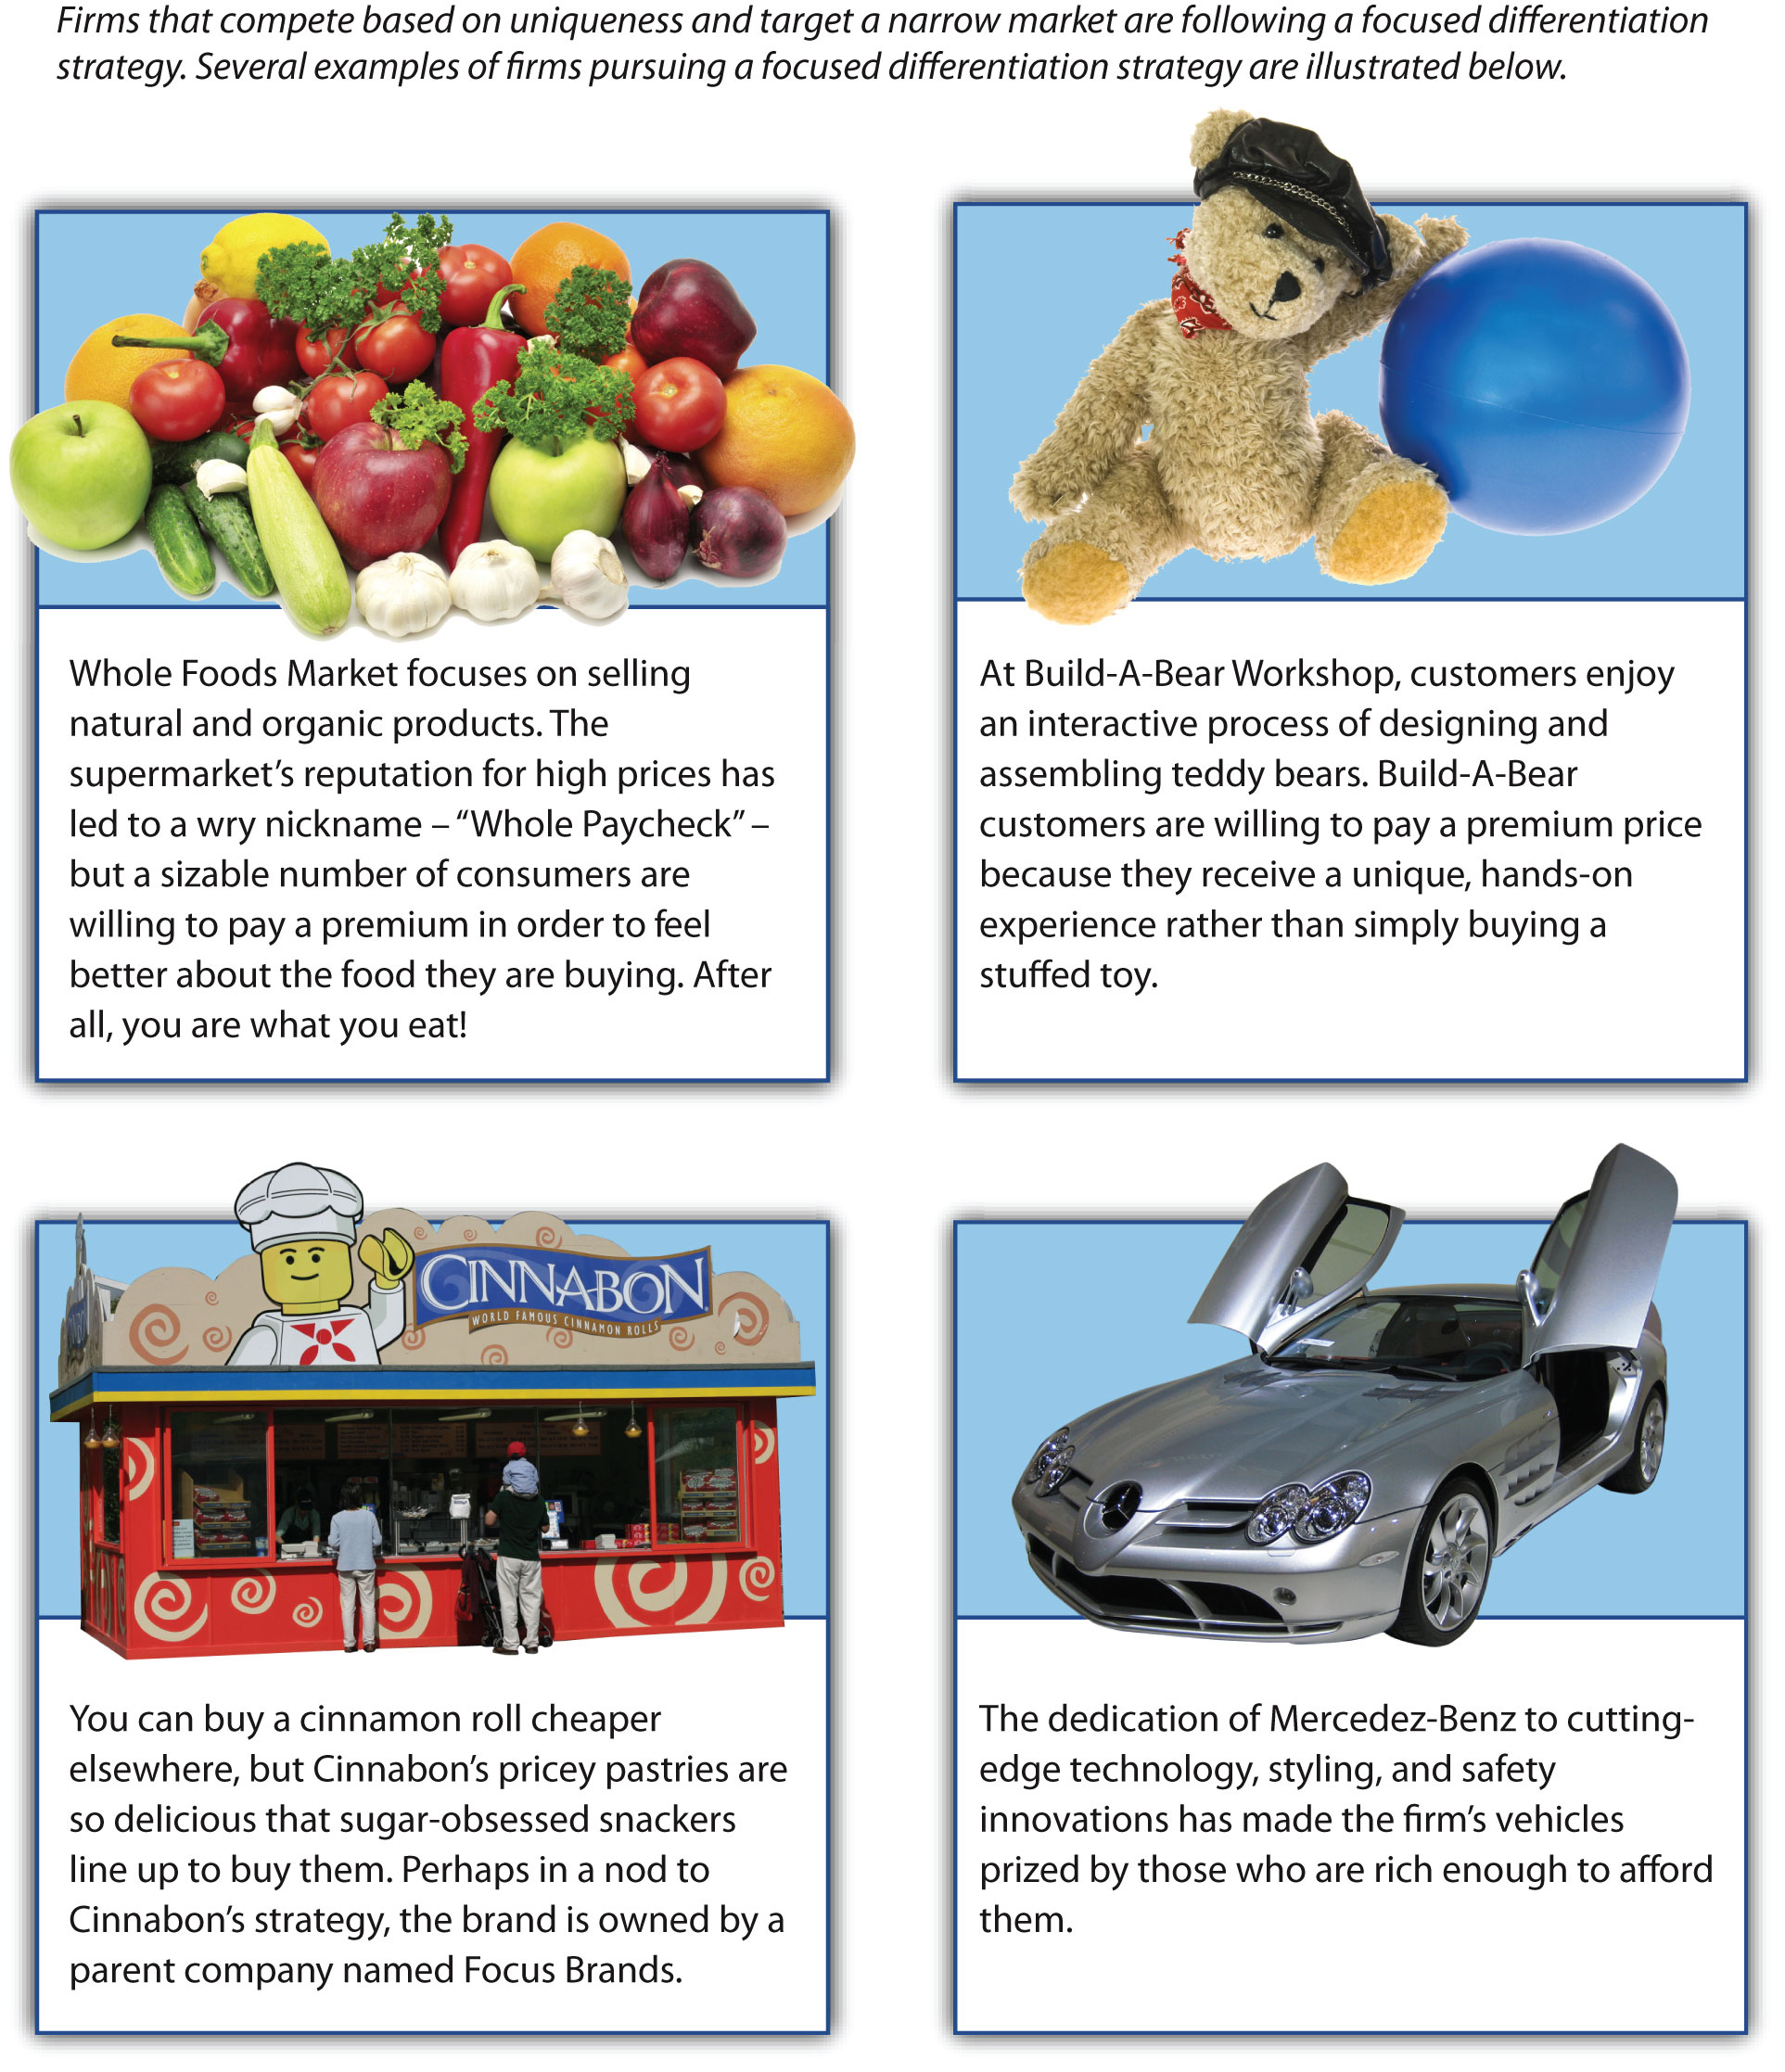 Firms that compete based on uniqueness and target a narrow market are following a focused differentiation
strategy. Several examples of firms pursuing a focused differentiation strategy are illustrated below.
Whole Foods Market focuses on selling
natural and organic products. The
supermarket’s reputation for high prices has
led to a wry nickname – “Whole Paycheck” –
but a sizable number of consumers are
willing to pay a premium in order to feel
better about the food they are buying. After
all, you are what you eat!
At Build-A-Bear Workshop, customers enjoy
an interactive process of designing and
assembling teddy bears. Build-A-Bear
customers are willing to pay a premium price
because they receive a unique, hands-on
experience rather than simply buying a
stuffed toy.
CINNABON
WORLD FAMOUS CINNAMON ROLLS
You can buy a cinnamon roll cheaper
elsewhere, but Cinnabon’s pricey pastries are
so delicious that sugar-obsessed snackers
line up to buy them. Perhaps in a nod to
Cinnabon’s strategy, the brand is owned by a
parent company named Focus Brands.
The dedication of Mercedez-Benz to cutting-
edge technology, styling, and safety
innovations has made the firm’s vehicles
prized by those who are rich enough to afford
them.